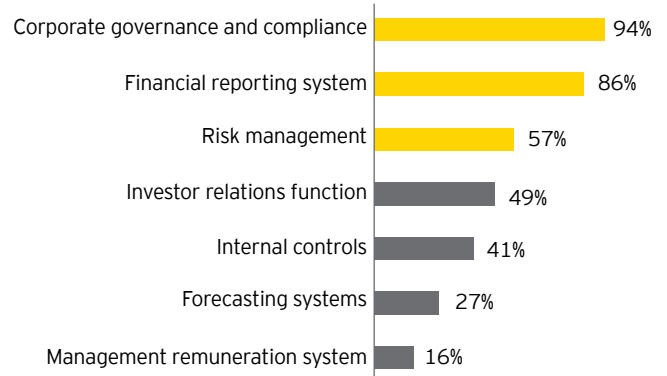 Corporate governance and compliance 94%
Financial reporting system 86%
Risk management 57%
Investor relations function 49%
Internal controls 41%
Forecasting systems 27%
Management remuneration system 16%